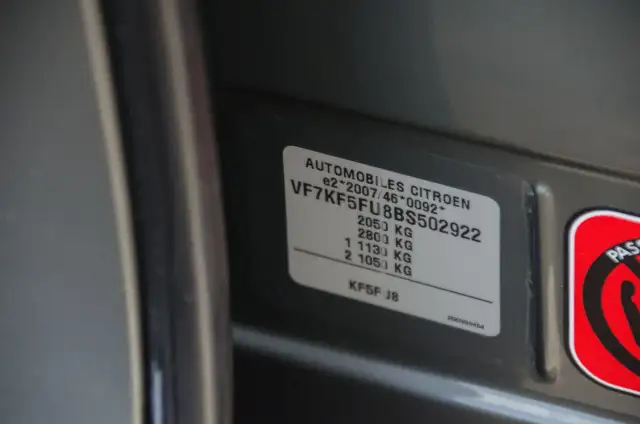 AUTOMOBILES CITROEN
e2*2007/46*0092*
VF7KF5FU8BS502922
2050 KG
2800 KG
1 1130 KG
2 1050 KG
KF5F J8
PASS